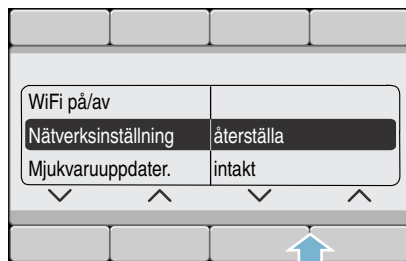 WiFi på/av
Nätverksinställning återställa
Mjukvaruuppdater. intakt